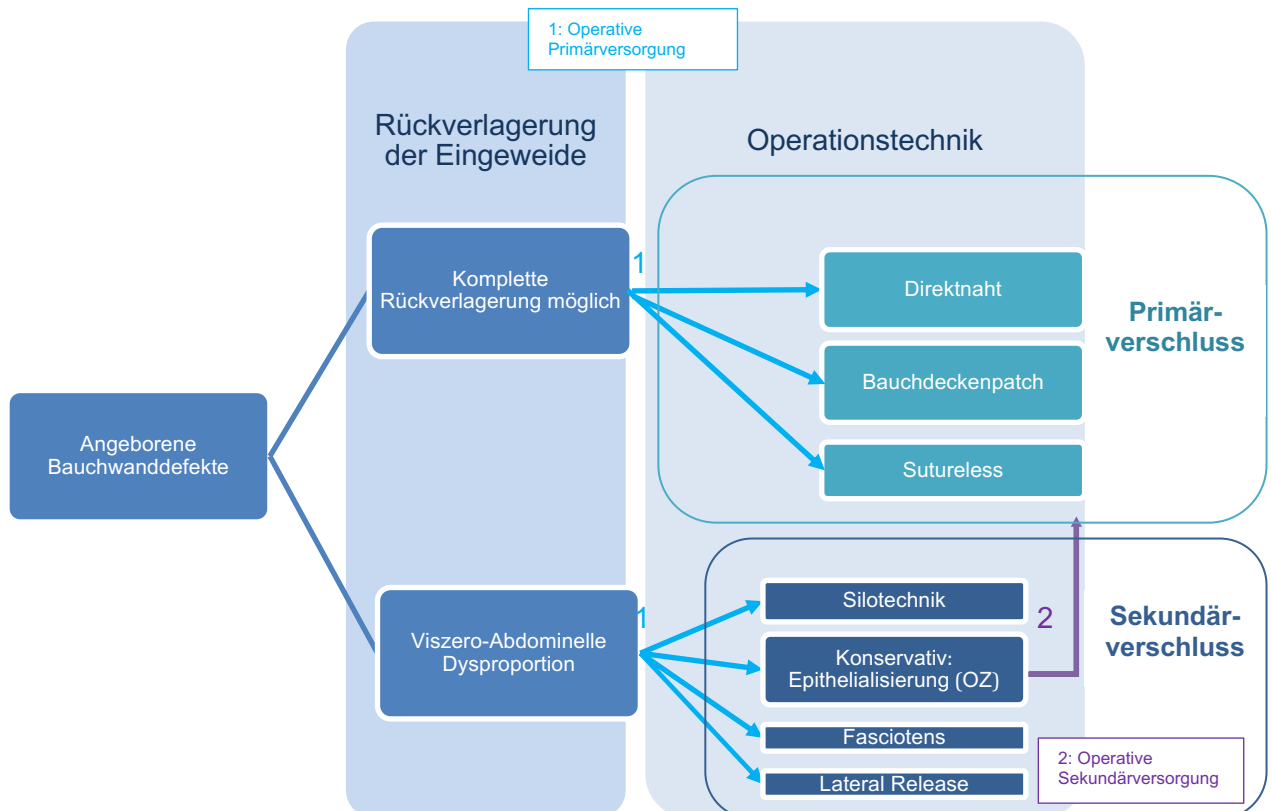 1: Operative
Primärversorgung
Rückverlagerung
der Eingeweide
Operationstechnik
1
Komplette
Rückverlagerung möglich
Direktnaht
Primär-
verschluss
Bauchdeckenpatch
Angeborene
Bauchwanddefekte
Sutureless
1
Viszero-Abdominelle
Dysproportion
Silotechnik
2
Sekundär-
verschluss
Konservativ:
Epithelialisierung (OZ)
Fasciotens
Lateral Release
2: Operative
Sekundärversorgung